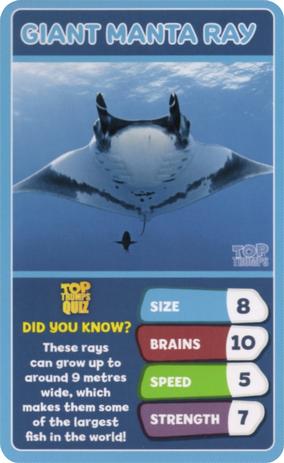 GIANT MANTA RAY
TOP
TRUMPS
TOP
TRUMPS
QUIZ
DID YOU KNOW?
These rays
can grow up to
around 9 metres
wide, which
makes them some
of the largest
fish in the world!
SIZE 8
BRAINS 10
SPEED 5
STRENGTH 7